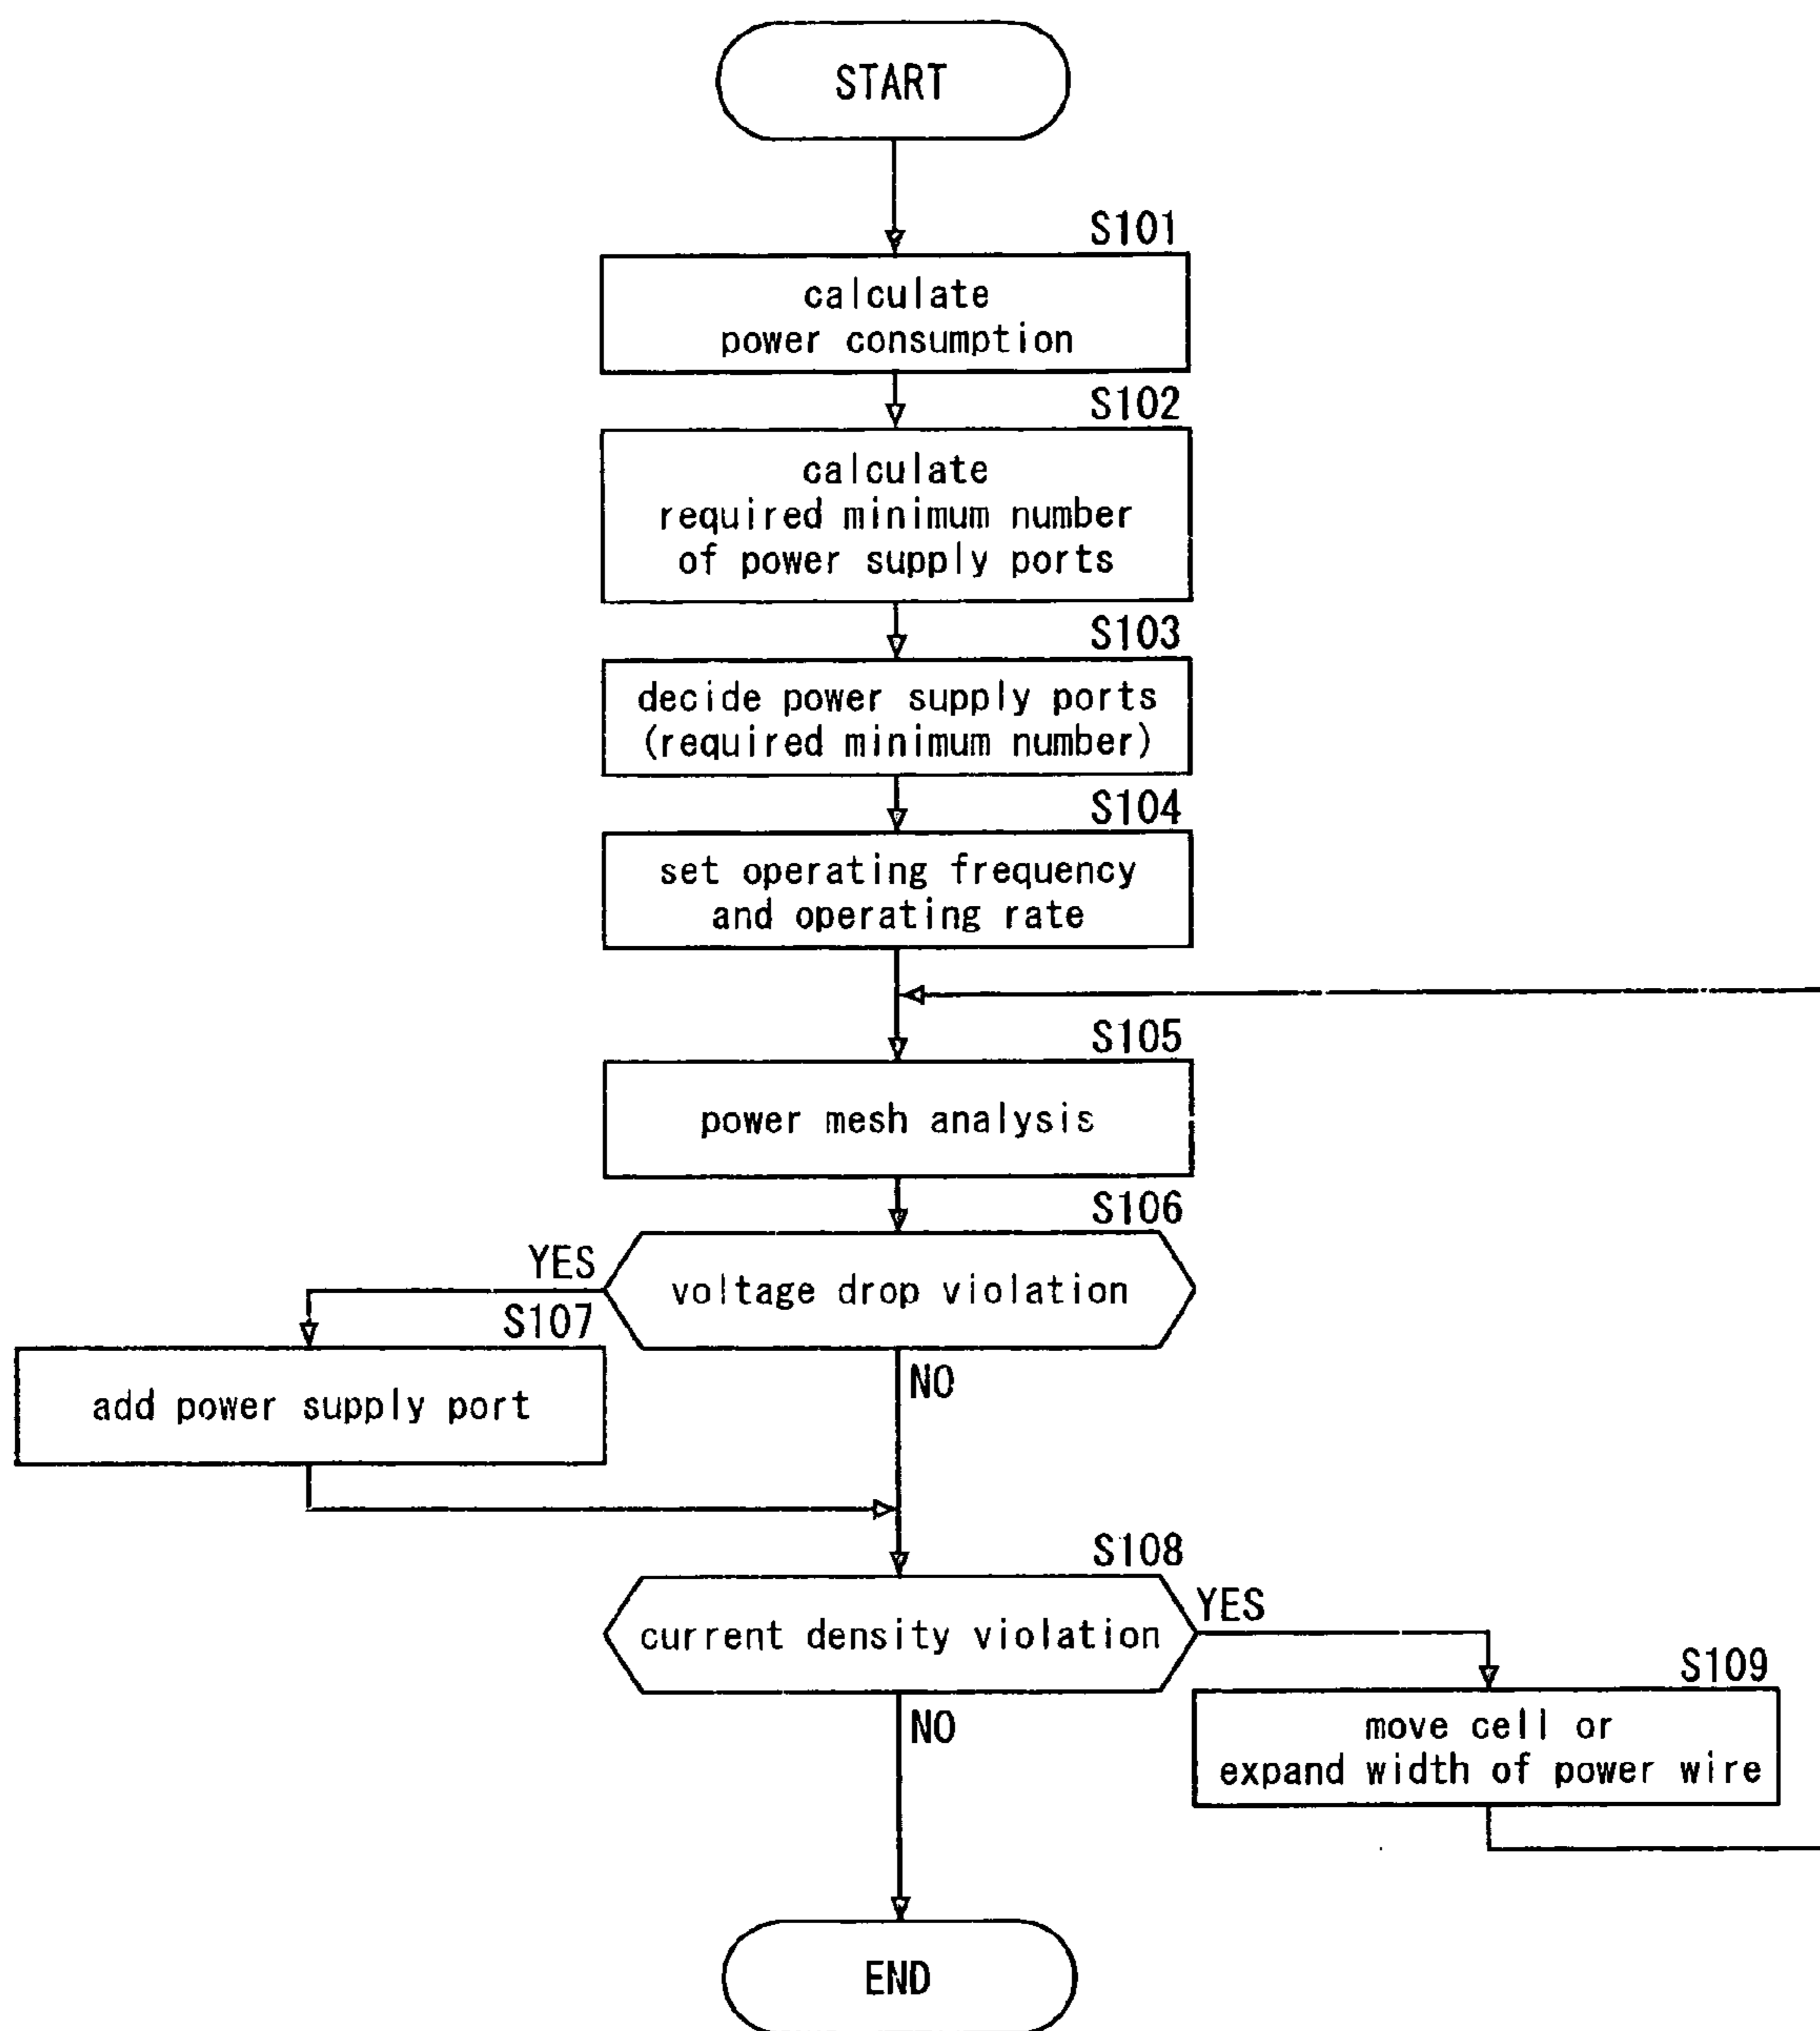 START
S101
calculate
power consumption
S102
calculate
required minimum number
of power supply ports
S103
decide power supply ports
(required minimum number)
S104
set operating frequency
and operating rate
S105
power mesh analysis
S106
YES
voltage drop violation
S107
NO
add power supply port
S108
YES
current density violation
S109
NO
move cell or
expand width of power wire
END